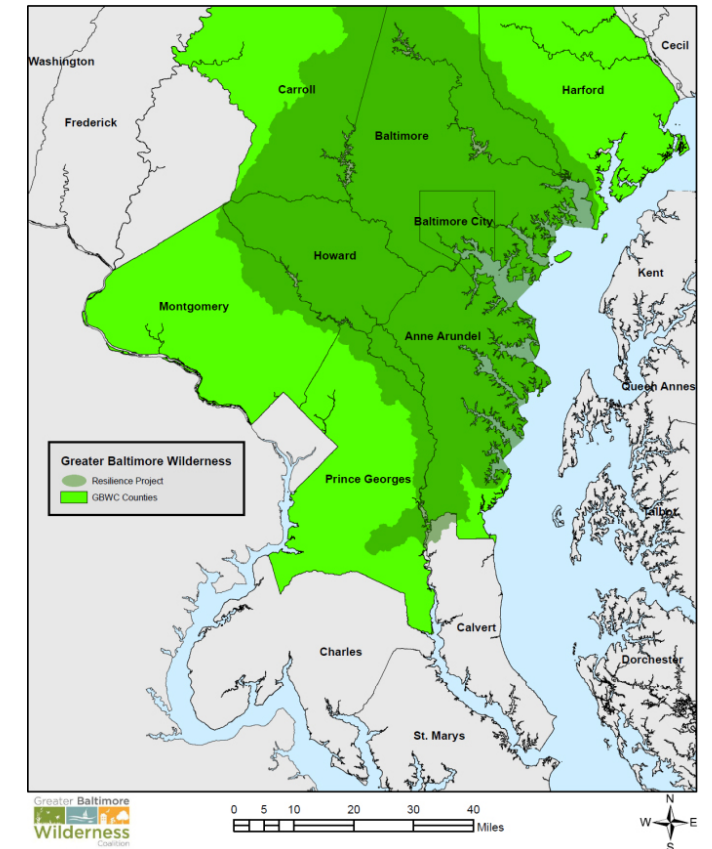 Cecil
Washington
Carroll
Harford
Frederick
Baltimore
Baltimore City
Howard
Kent
Montgomery
Anne Arundel
Queen Annes
Greater Baltimore Wilderness
Resilience Project
GBWC Counties
Prince Georges
Talbot
Calvert
Charles
Dorchester
St. Marys
Greater Baltimore
Wilderness
Coalition
0 5 10 20 30 40
Miles
N
W E
S